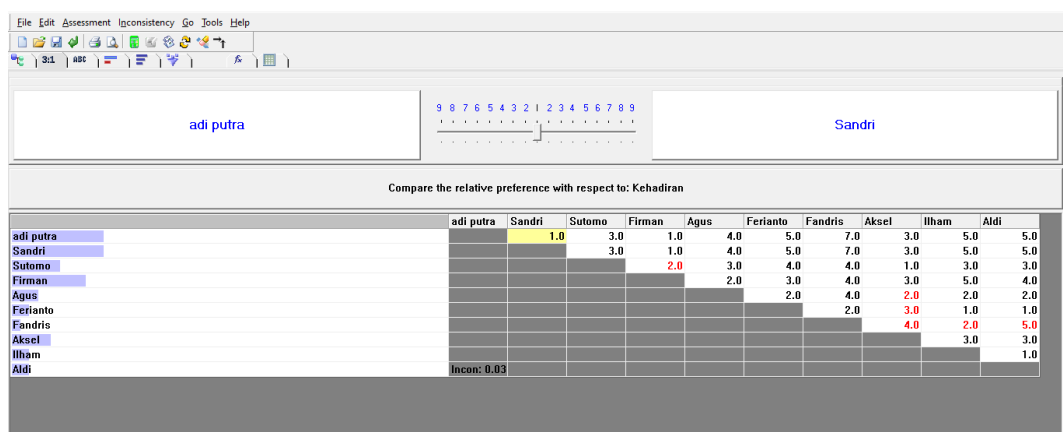 File Edit Assessment Inconsistency Go Tools Help
3:1 ABC fx
9 8 7 6 5 4 3 2 1 2 3 4 5 6 7 8 9
adi putra Sandri
Compare the relative preference with respect to: Kehadiran
adi putra Sandri Sutomo Firman Agus Ferianto Fandris Aksel Ilham Aldi
adi putra 1.0 3.0 1.0 4.0 5.0 7.0 3.0 5.0 5.0
Sandri 3.0 1.0 4.0 5.0 7.0 3.0 5.0 5.0
Sutomo 2.0 3.0 4.0 4.0 1.0 3.0 3.0
Firman 2.0 3.0 4.0 3.0 5.0 4.0
Agus 2.0 4.0 2.0 2.0 2.0
Ferianto 2.0 3.0 1.0 1.0
Fandris 4.0 2.0 5.0
Aksel 3.0 3.0
Ilham 1.0
Aldi Incon: 0.03